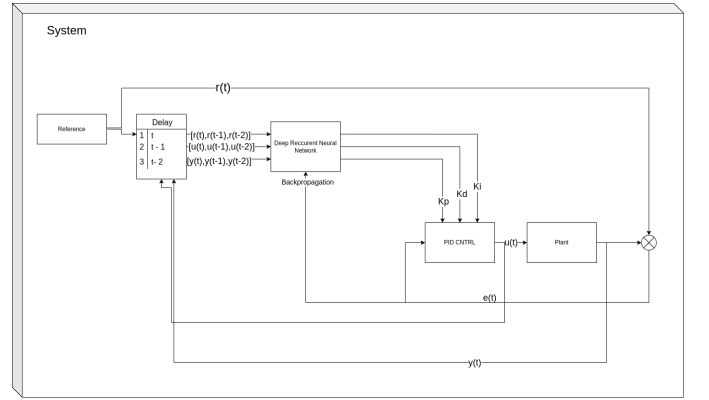 System
r(t)
Reference
Delay
1 t
2 t - 1
3 t- 2
[r(t),r(t-1),r(t-2)]
[u(t),u(t-1),u(t-2)]
[y(t),y(t-1),y(t-2)]
Deep Reccurent Neural
Network
Backpropagation
Kp
Kd
Ki
PID CNTRL
u(t)
Plant
e(t)
y(t)